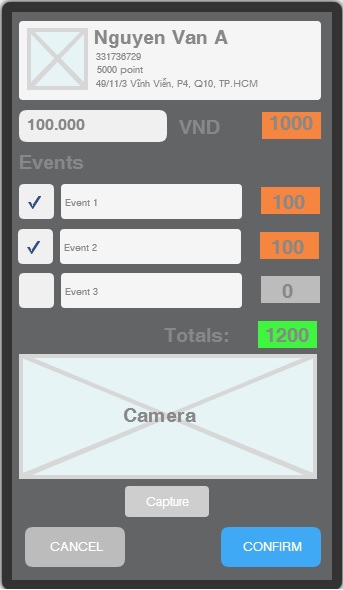 Nguyen Van A
331736729
5000 point
49/11/3 Vĩnh Viễn, P4, Q10, TP.HCM
100.000 VND 1000
Events
Event 1 100
Event 2 100
Event 3 0
Totals: 1200
Camera
Capture
CANCEL CONFIRM